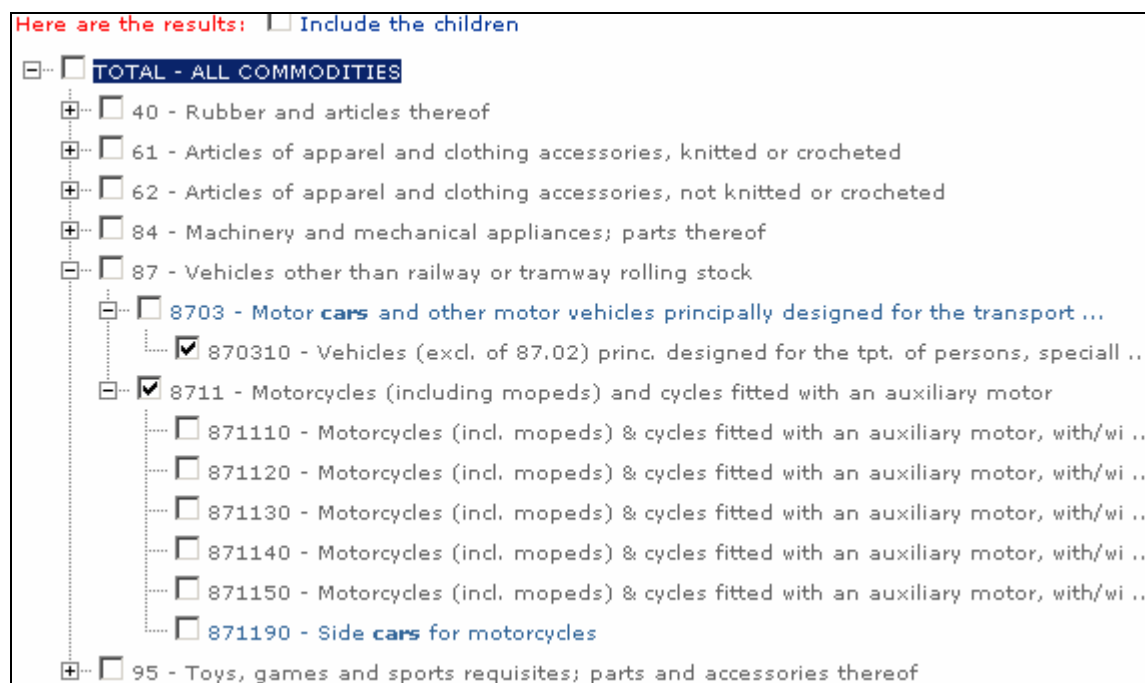 Here are the results: Include the children
TOTAL - ALL COMMODITIES
40 - Rubber and articles thereof
61 - Articles of apparel and clothing accessories, knitted or crocheted
62 - Articles of apparel and clothing accessories, not knitted or crocheted
84 - Machinery and mechanical appliances; parts thereof
87 - Vehicles other than railway or tramway rolling stock
8703 - Motor cars and other motor vehicles principally designed for the transport ...
870310 - Vehicles (excl. of 87.02) princ. designed for the tpt. of persons, speciall ..
8711 - Motorcycles (including mopeds) and cycles fitted with an auxiliary motor
871110 - Motorcycles (incl. mopeds) & cycles fitted with an auxiliary motor, with/wi ..
871120 - Motorcycles (incl. mopeds) & cycles fitted with an auxiliary motor, with/wi ..
871130 - Motorcycles (incl. mopeds) & cycles fitted with an auxiliary motor, with/wi ..
871140 - Motorcycles (incl. mopeds) & cycles fitted with an auxiliary motor, with/wi ..
871150 - Motorcycles (incl. mopeds) & cycles fitted with an auxiliary motor, with/wi ..
871190 - Side cars for motorcycles
95 - Toys, games and sports requisites; parts and accessories thereof